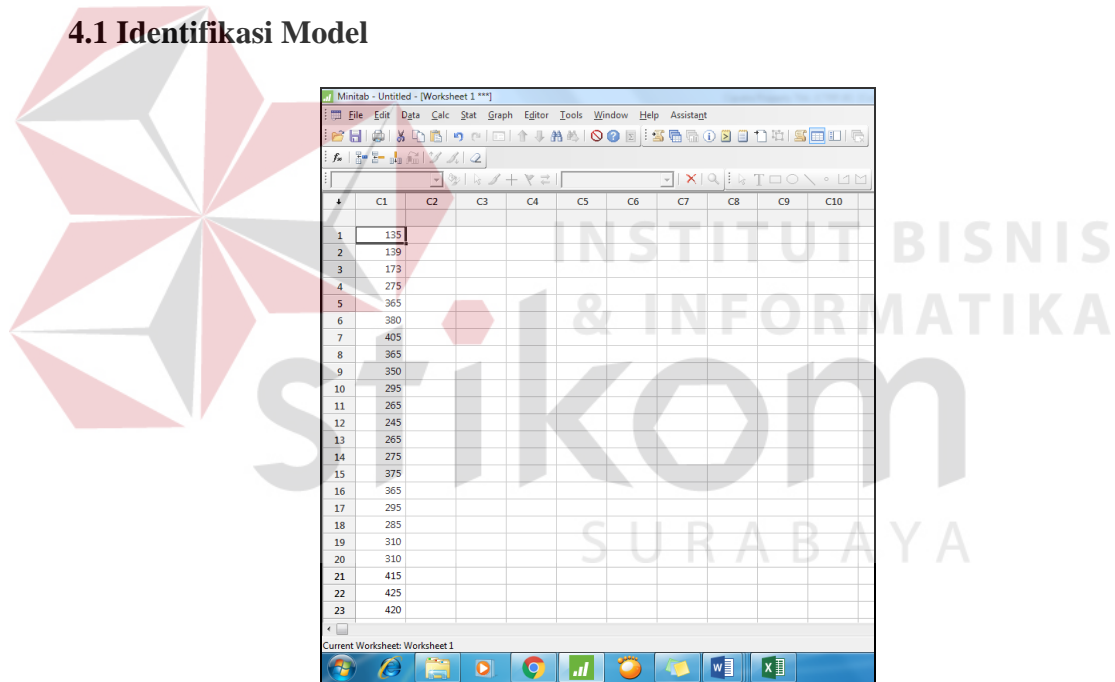 4.1 Identifikasi Model
Minitab - Untitled - [Worksheet 1 ***]
File Edit Data Calc Stat Graph Editor Tools Window Help Assistant
C1 C2 C3 C4 C5 C6 C7 C8 C9 C10
1 135
2 139
3 173
4 275
5 365
6 380
7 405
8 365
9 350
10 295
11 265
12 245
13 265
14 275
15 375
16 365
17 295
18 285
19 310
20 310
21 415
22 425
23 420
Current Worksheet: Worksheet 1
INSTITUT BISNIS
& INFORMATIKA
stikom
SURABAYA